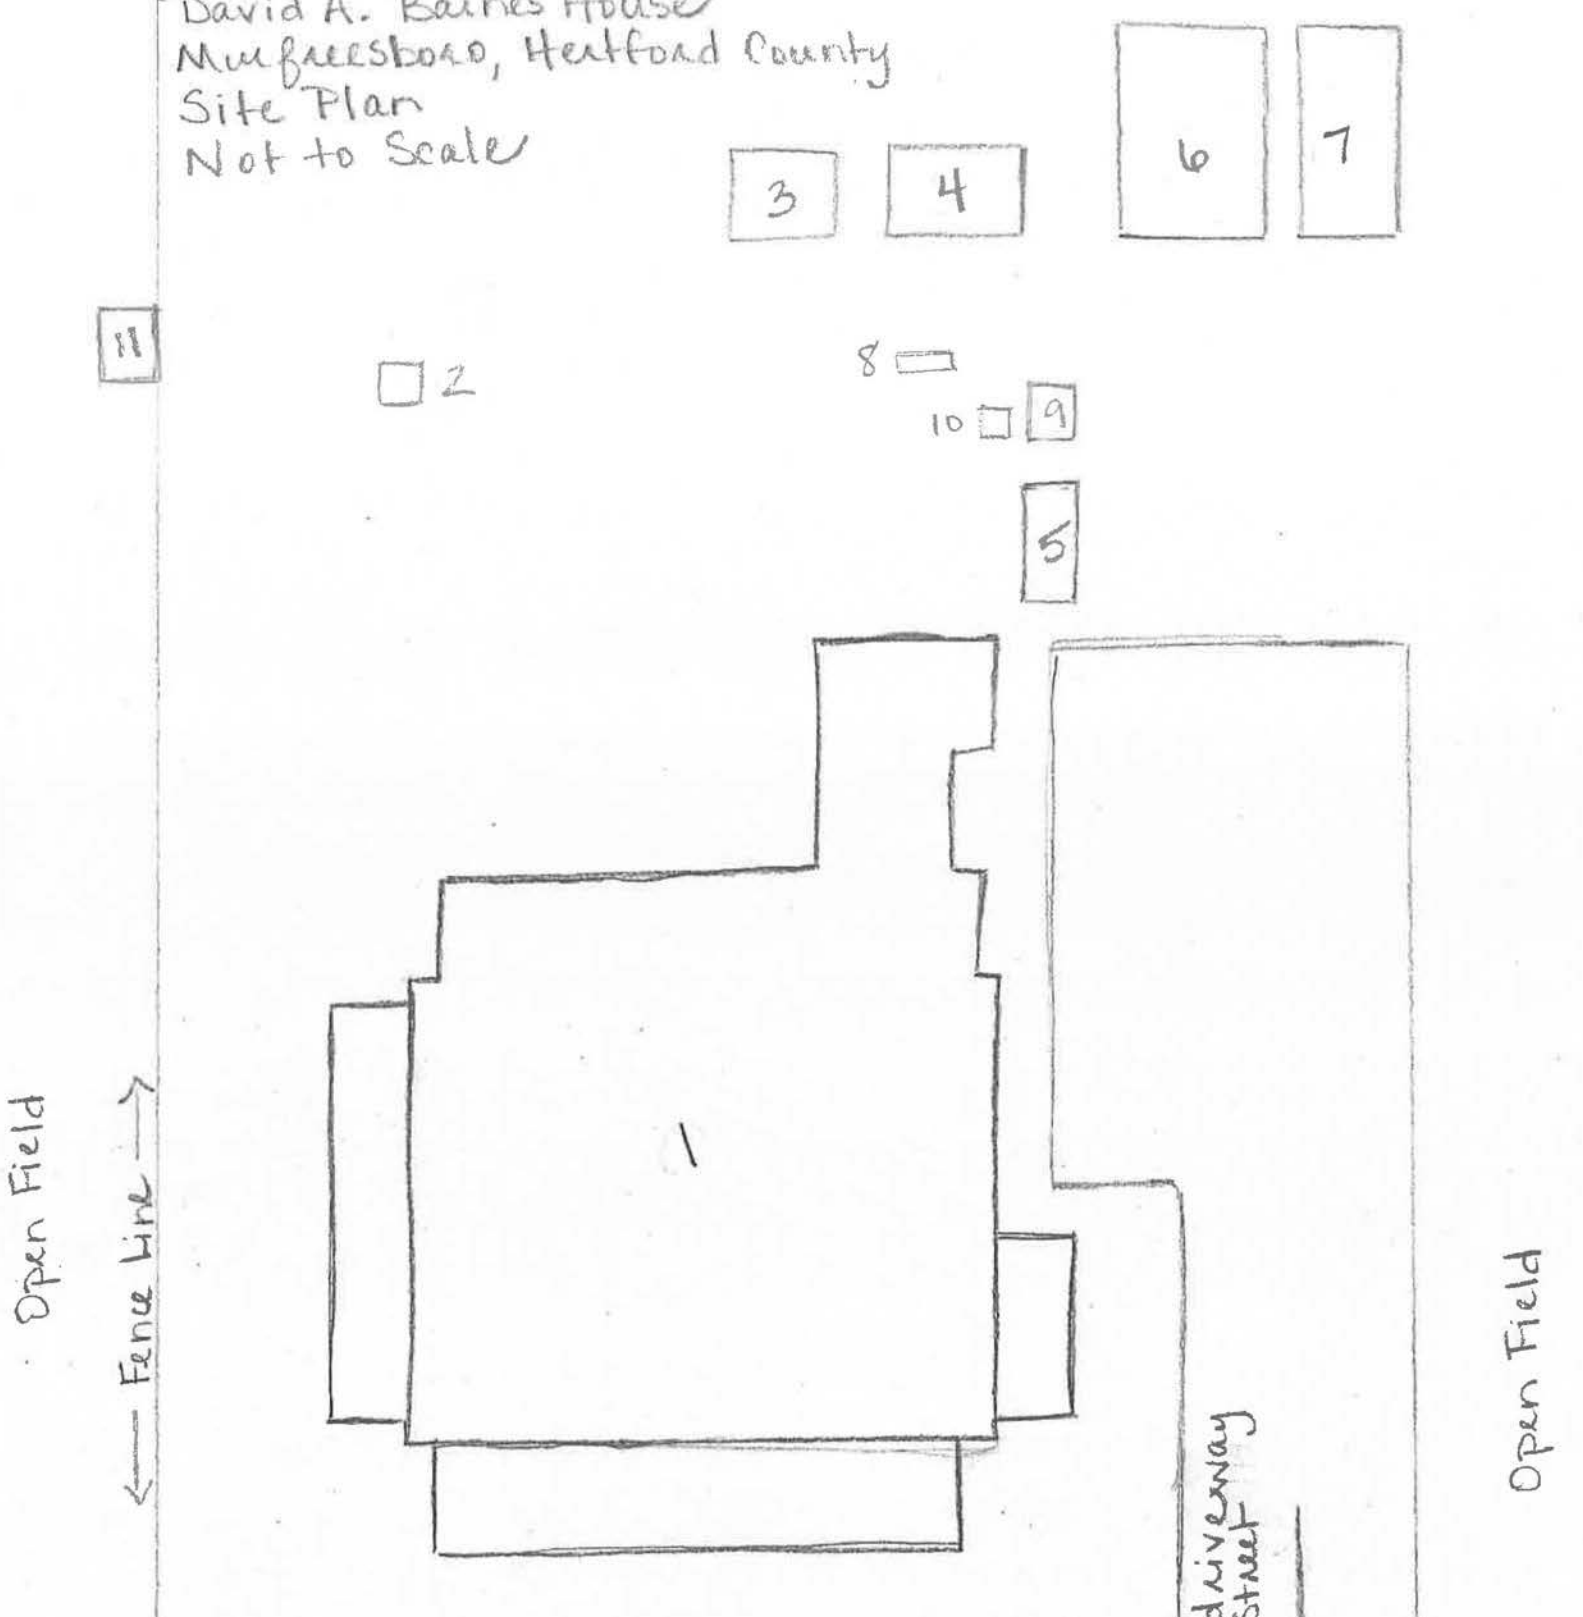 David A. Barnes House
Murfreesboro, Hertford County
Site Plan
Not to Scale
3
4
6
7
11
2
8
10
9
5
1
Open Field
← Fence Line →
driveway
Street
Open Field